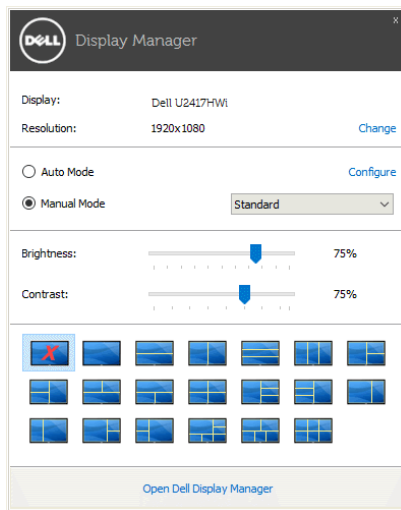 x
DELL Display Manager
Display: Dell U2417HWi
Resolution: 1920x1080 Change
Auto Mode Configure
Manual Mode Standard
Brightness: 75%
Contrast: 75%
Open Dell Display Manager